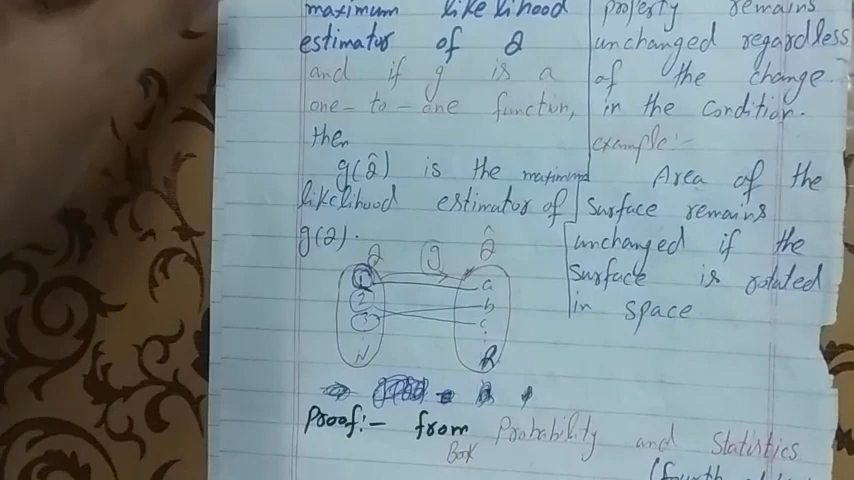 maximum likelihood
estimator of θ
and if g is a
one-to-one function,
then
g(θ̂) is the maximum
likelihood estimator of
g(θ).
property remains
unchanged regardless
of the change
in the condition.
example:-
Area of the
surface remains
unchanged if the
surface is rotated
in space
θ g θ̂
1 a
2 b
3 c
N R
Proof:- from Probability and Statistics
Book
(fourth